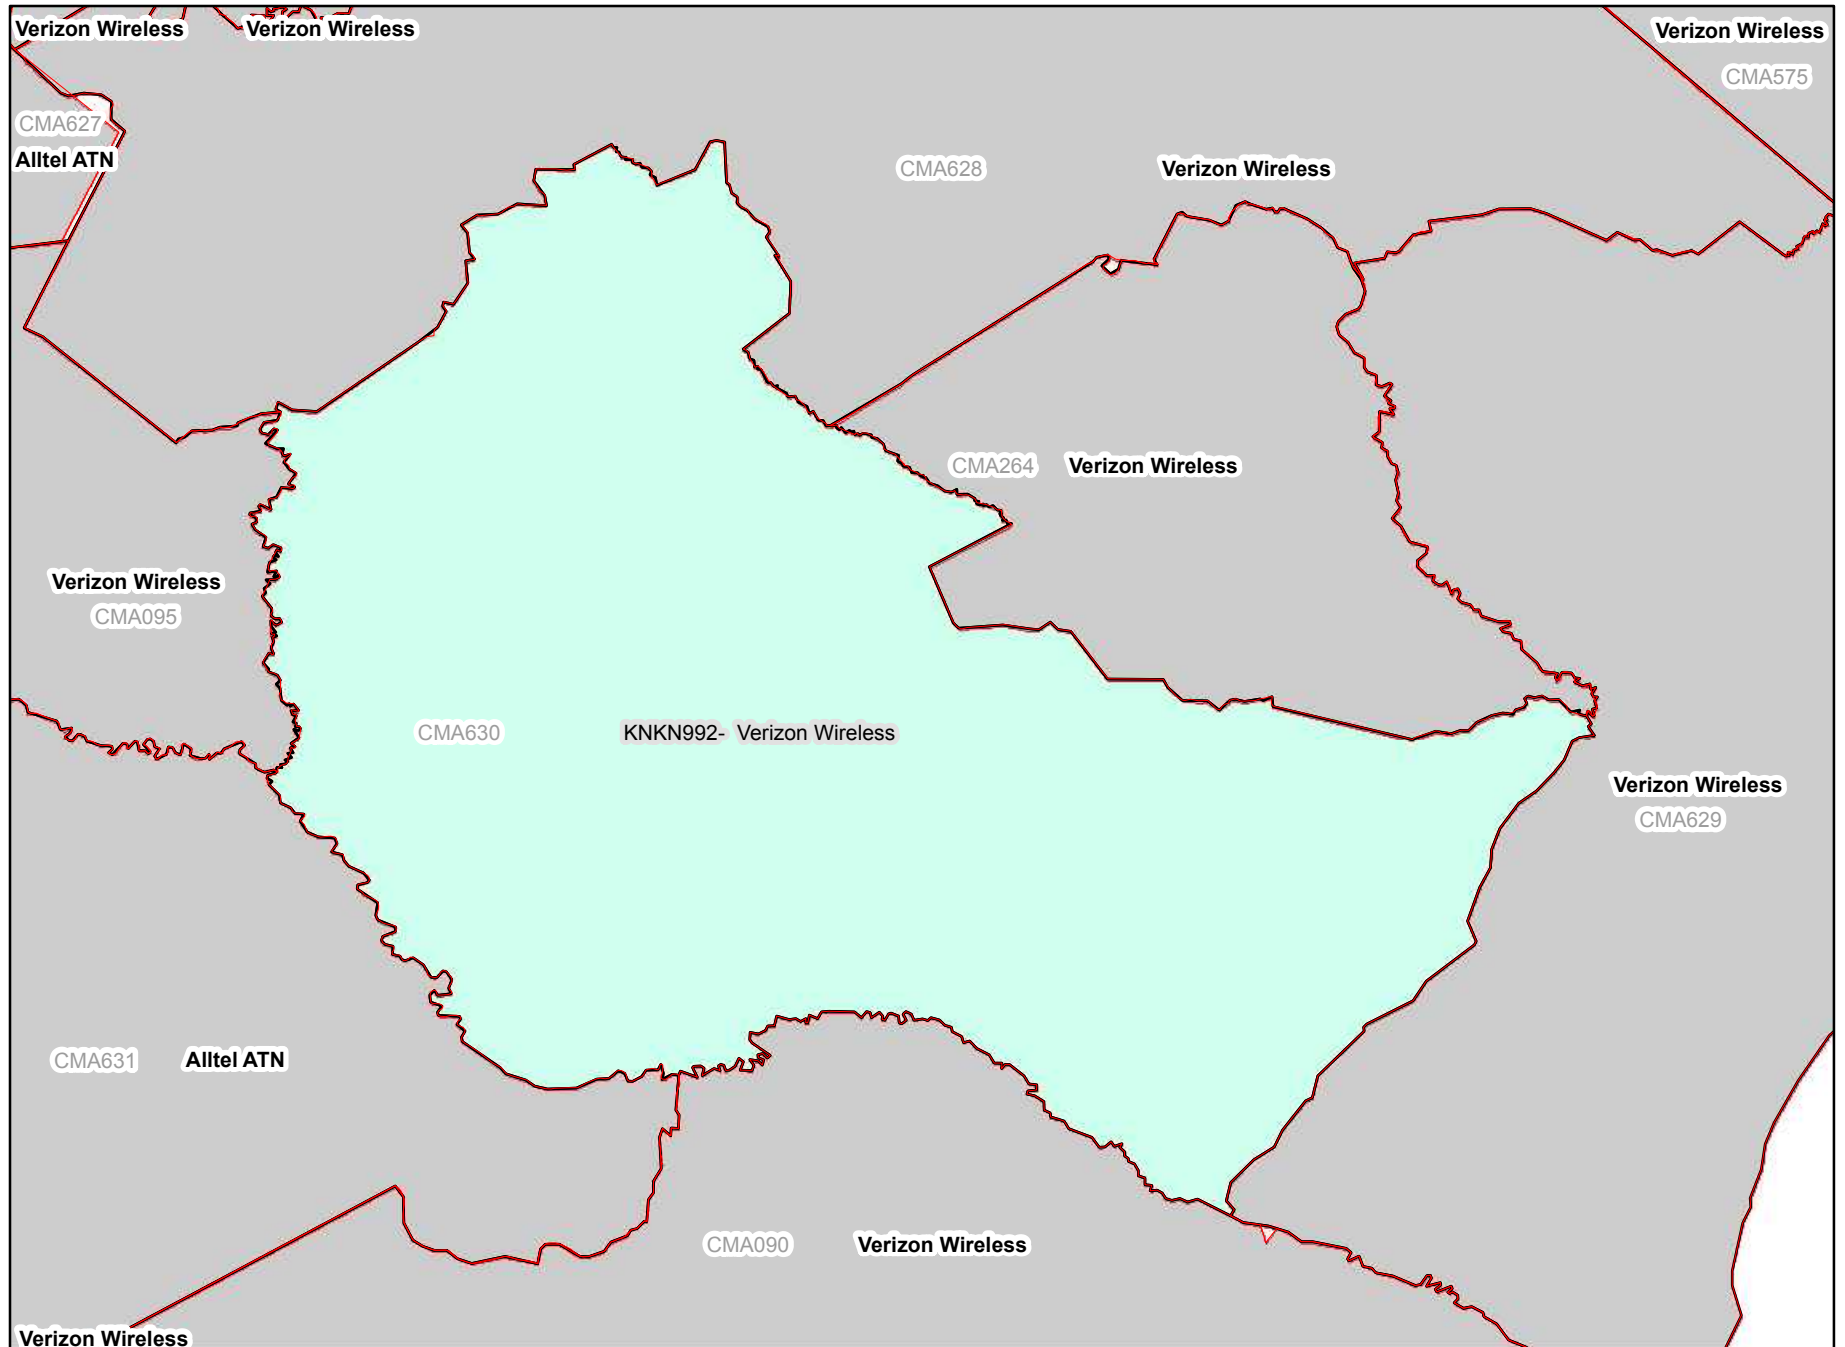 Verizon Wireless
Verizon Wireless
Verizon Wireless
CMA575
CMA627
Alltel ATN
CMA628
Verizon Wireless
CMA264
Verizon Wireless
Verizon Wireless
CMA095
CMA630
KNKN992- Verizon Wireless
Verizon Wireless
CMA629
CMA631
Alltel ATN
CMA090
Verizon Wireless
Verizon Wireless